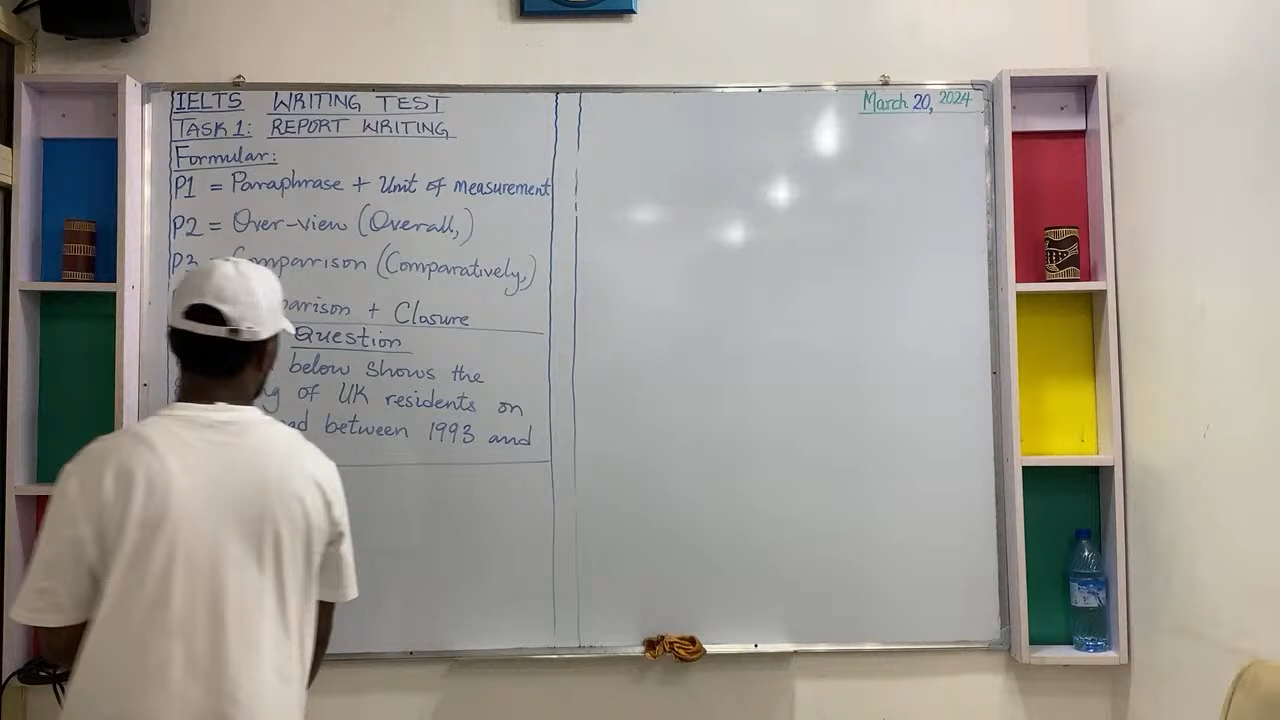 IELTS WRITING TEST
TASK 1: REPORT WRITING
Formular:
P1 = Paraphrase + Unit of measurement
P2 = Over-view (Overall,)
P3 = Comparison (Comparatively,)
+ Closure
Question
below shows the
of UK residents on
between 1993 and
March 20, 2024